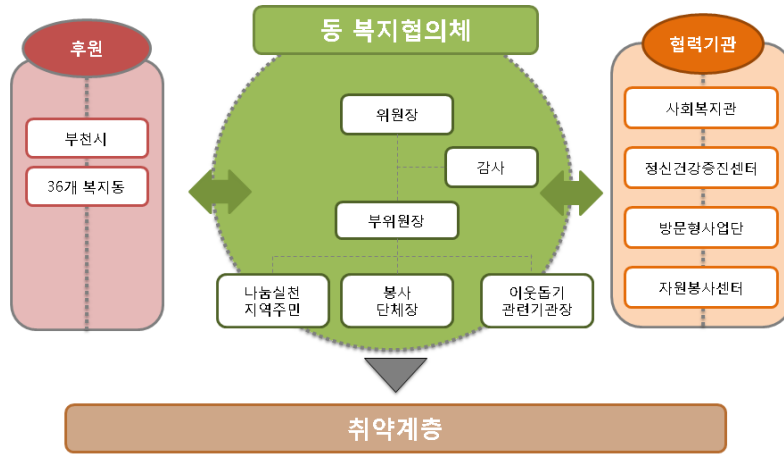 후원
부천시
36개 복지동
동 복지협의체
위원장
감사
부위원장
나눔실천
지역주민
봉사
단체장
이웃돕기
관련기관장
협력기관
사회복지관
정신건강증진센터
방문형사업단
자원봉사센터
취약계층